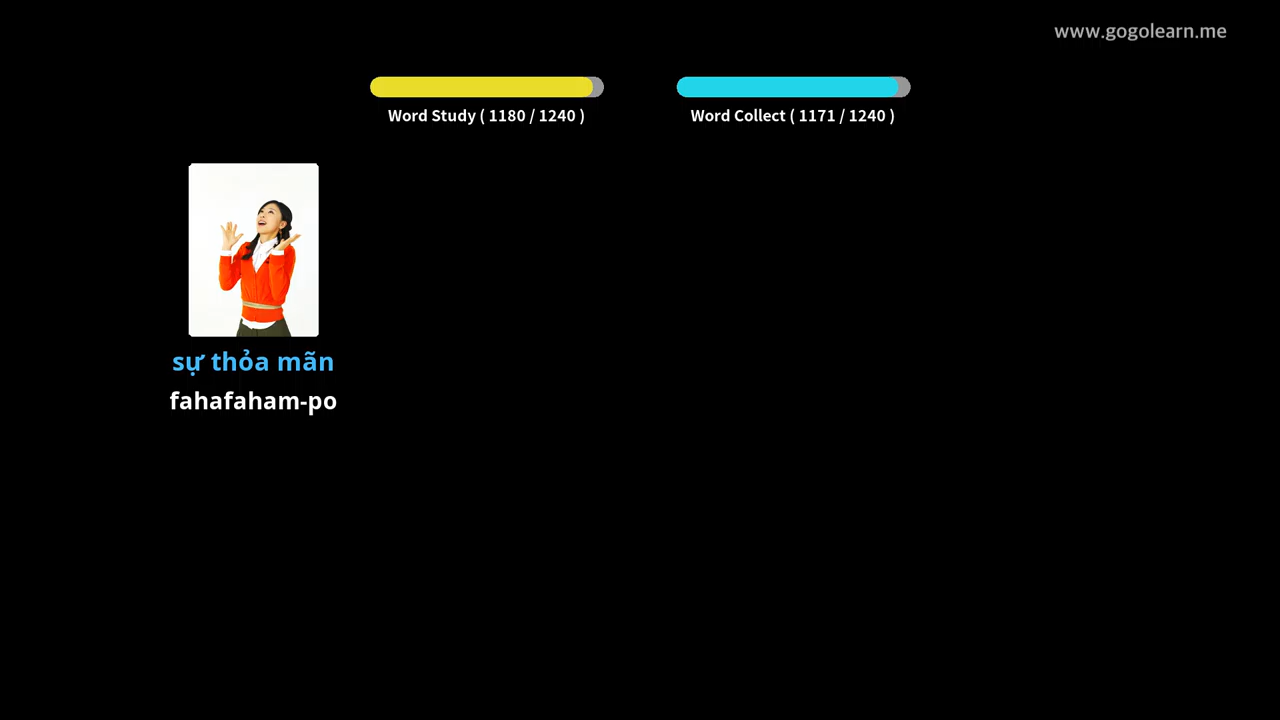 www.gogolearn.me
Word Study ( 1180 / 1240 )
Word Collect ( 1171 / 1240 )
sự thỏa mãn
fahafaham-po